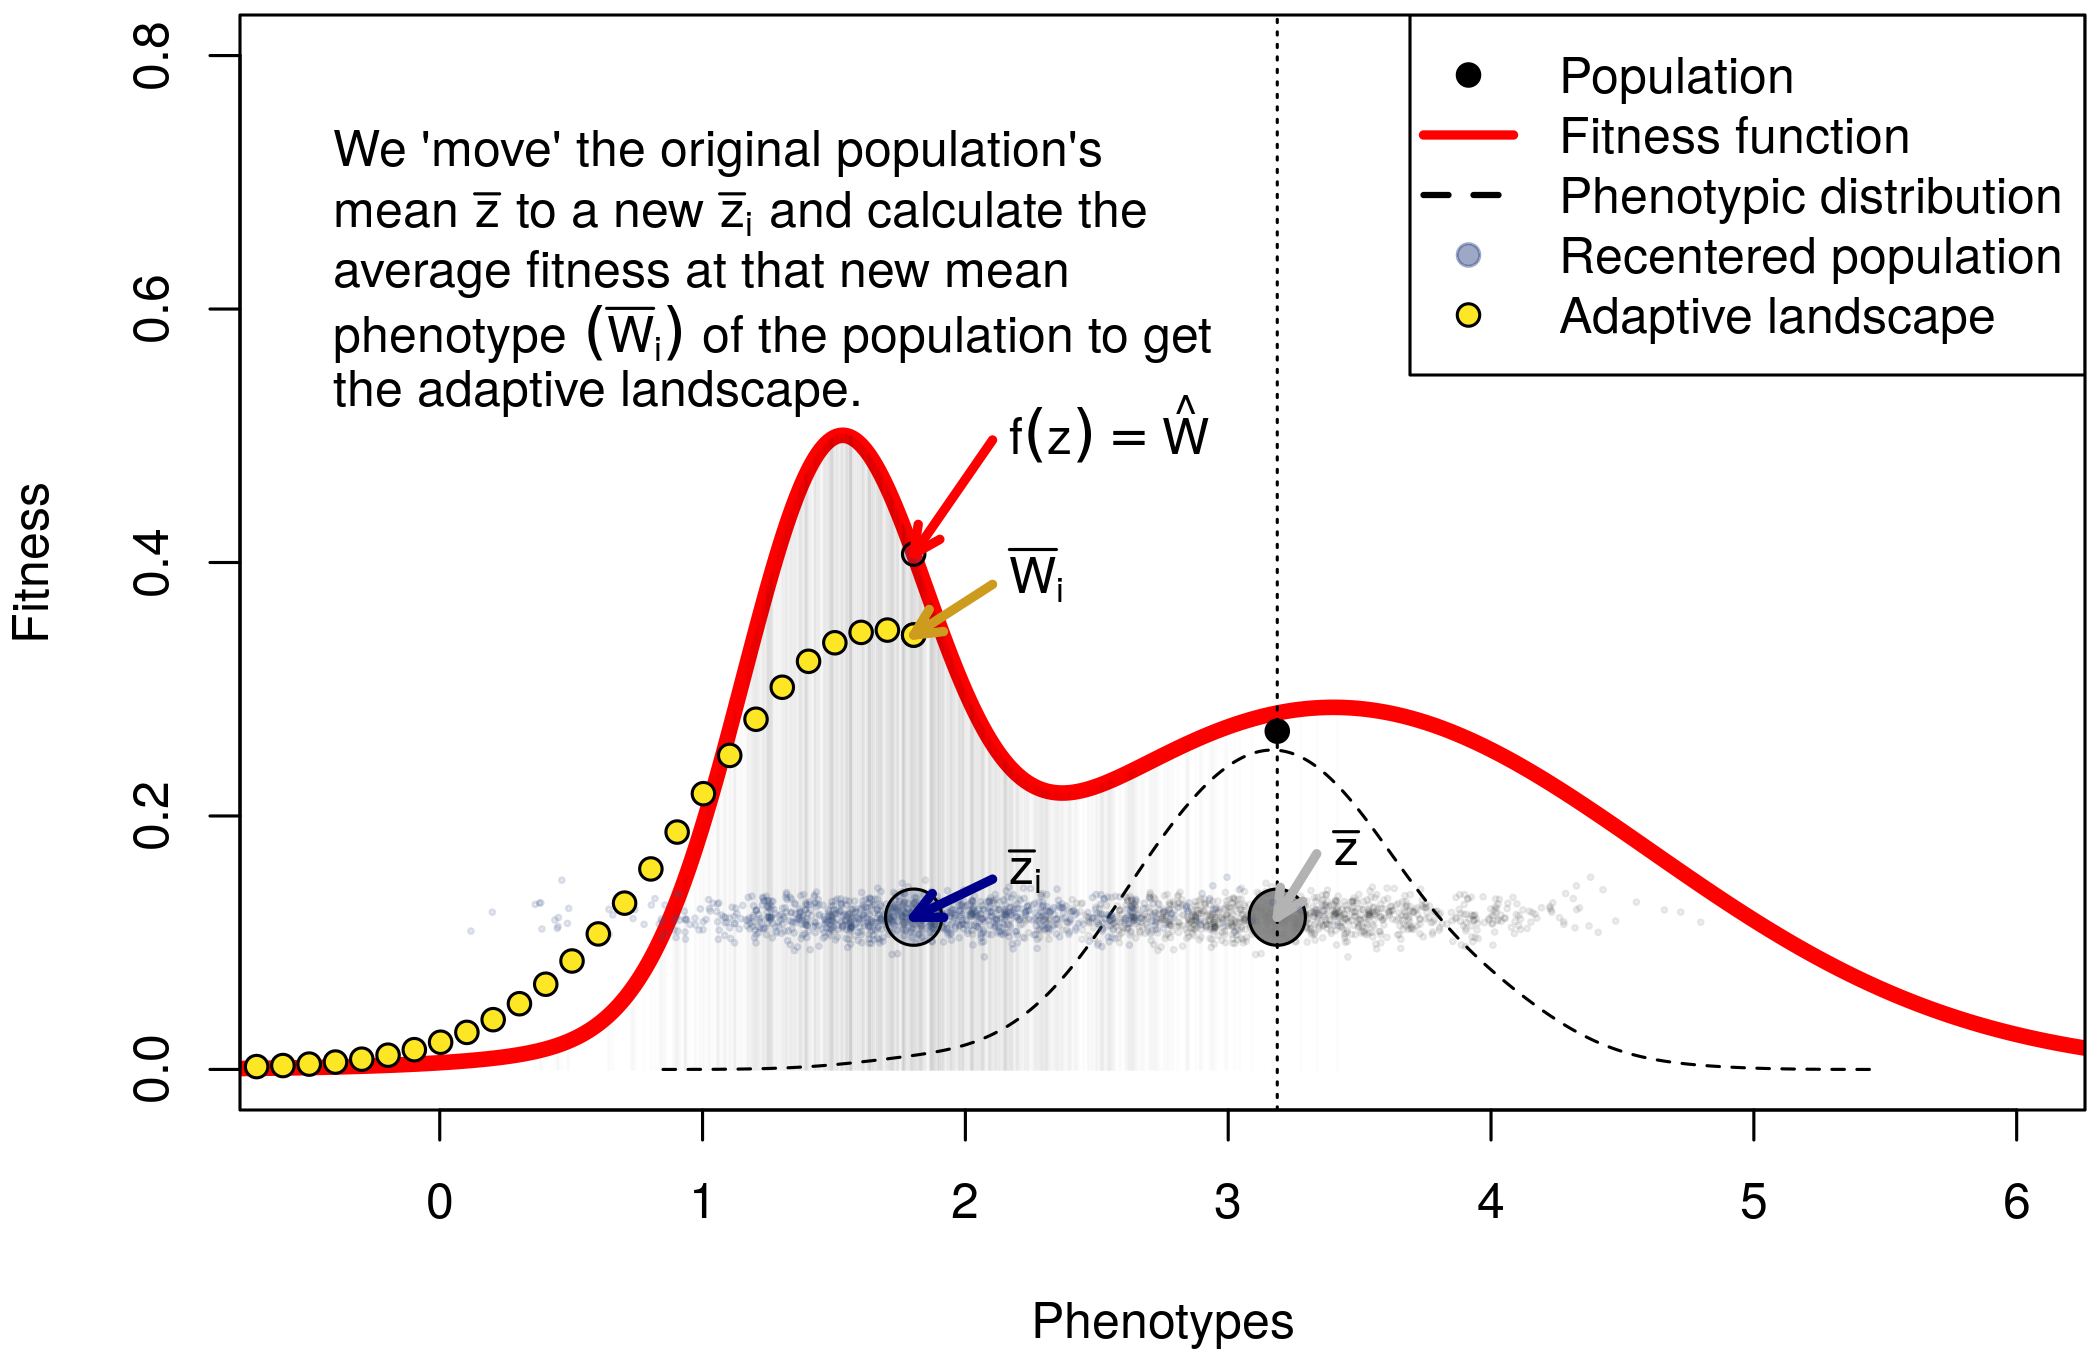 We 'move' the original population's
mean z̅ to a new z̅ᵢ and calculate the
average fitness at that new mean
phenotype (W̅ᵢ) of the population to get
the adaptive landscape.
Population
Fitness function
Phenotypic distribution
Recentered population
Adaptive landscape
f(z) = Ŵ
W̅ᵢ
z̅ᵢ
z̅
Fitness
0.8
0.6
0.4
0.2
0.0
0 1 2 3 4 5 6
Phenotypes